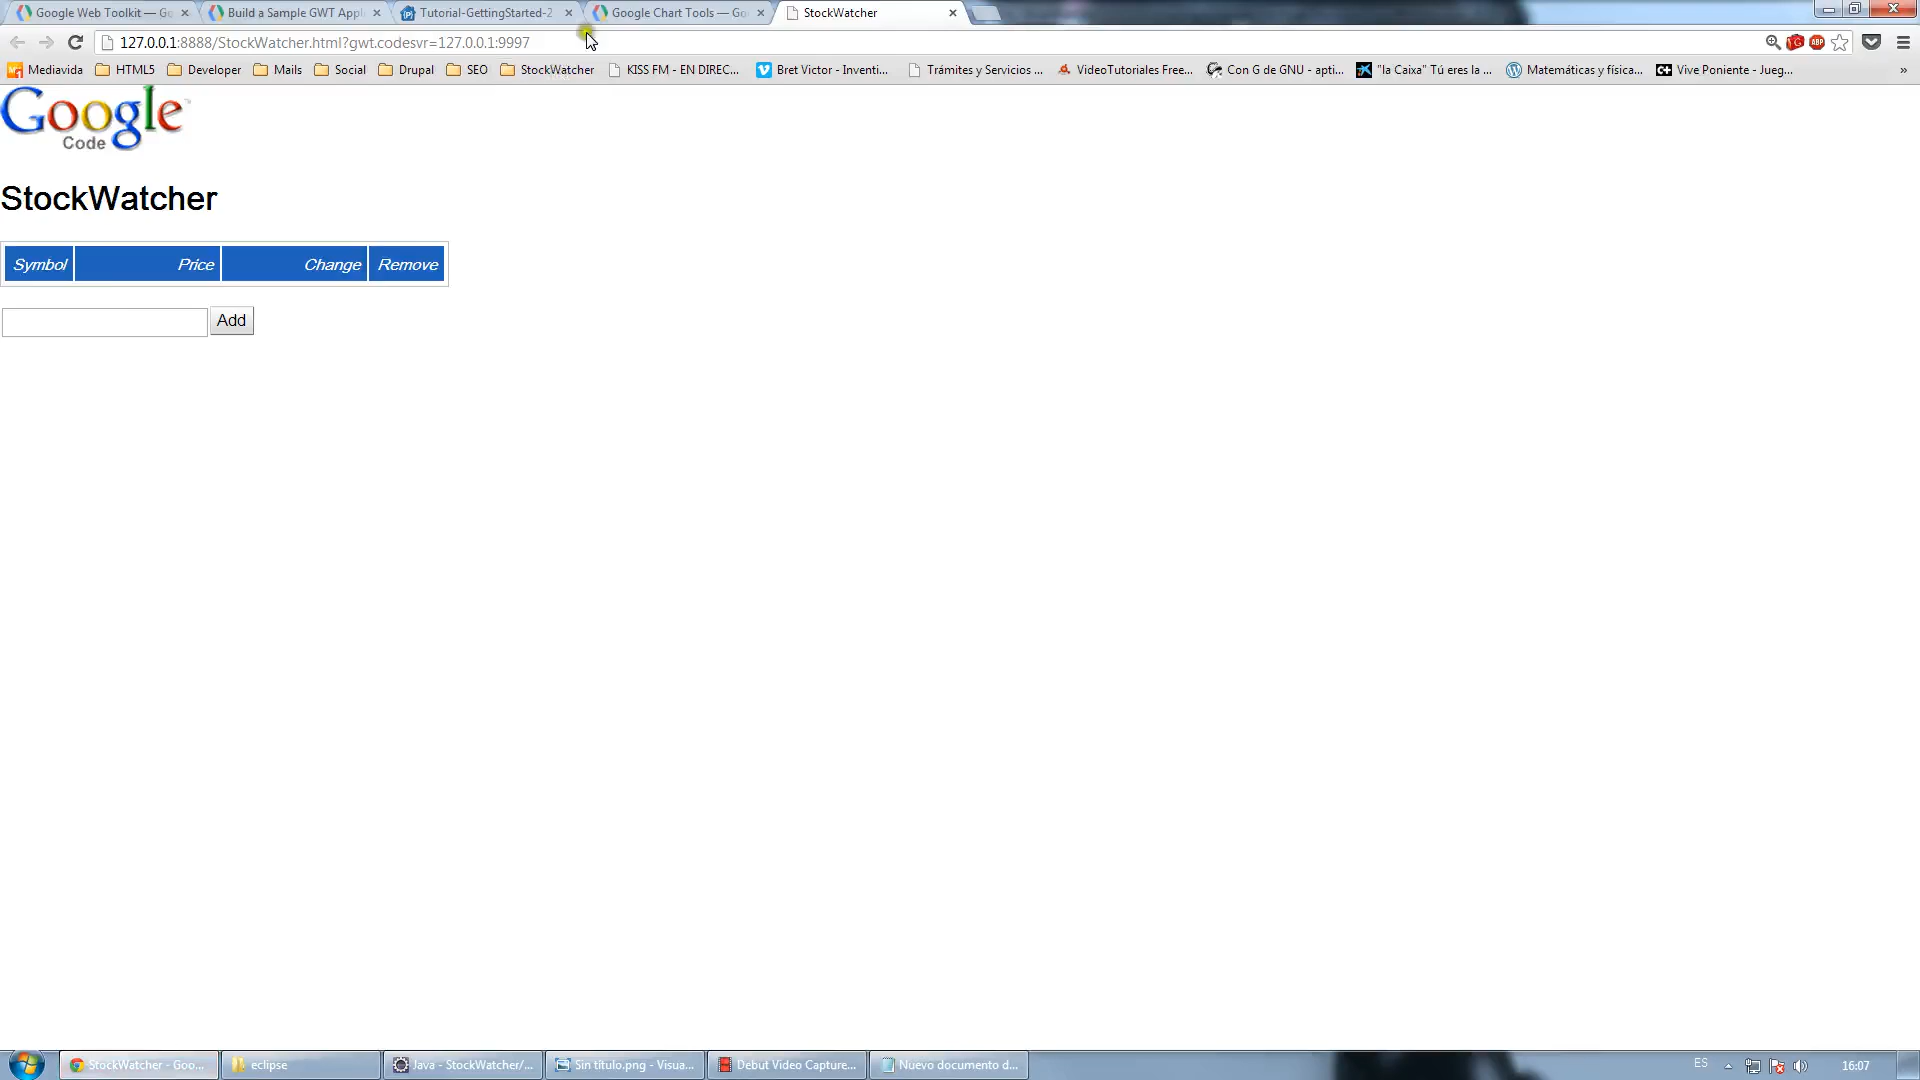 Google Web Toolkit — Go
Build a Sample GWT Appl
Tutorial-GettingStarted-2
Google Chart Tools — Go
StockWatcher
127.0.0.1:8888/StockWatcher.html?gwt.codesvr=127.0.0.1:9997
ABP
Mediavida
HTML5
Developer
Mails
Social
Drupal
SEO
StockWatcher
KISS FM - EN DIREC...
Bret Victor - Inventi...
Trámites y Servicios ...
VideoTutoriales Free...
Con G de GNU - apti...
"la Caixa" Tú eres la ...
Matemáticas y física...
Vive Poniente - Jueg...
»
Google™
Code
StockWatcher
Symbol Price Change Remove
Add
StockWatcher - Goo...
eclipse
Java - StockWatcher/...
Sin título.png - Visua...
Debut Video Capture...
Nuevo documento d...
ES
16:07